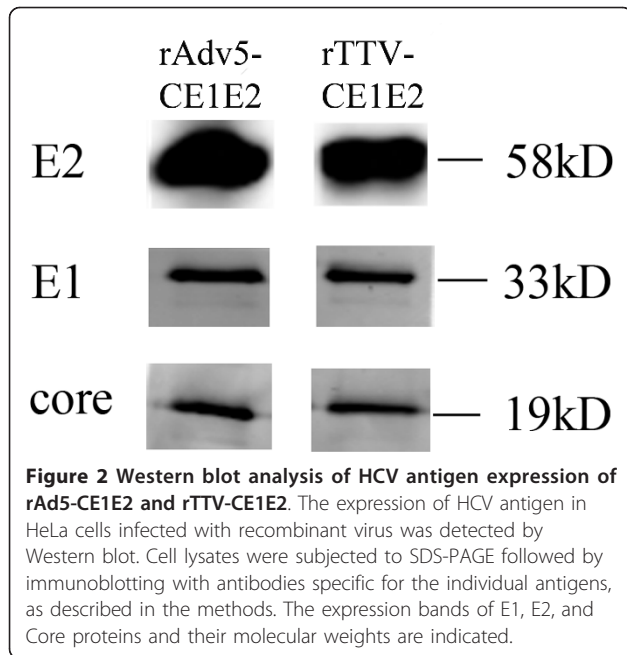 rAdv5- rTTV-
CE1E2 CE1E2
E2 58kD
E1 33kD
core 19kD
Figure 2 Western blot analysis of HCV antigen expression of
rAd5-CE1E2 and rTTV-CE1E2. The expression of HCV antigen in
HeLa cells infected with recombinant virus was detected by
Western blot. Cell lysates were subjected to SDS-PAGE followed by
immunoblotting with antibodies specific for the individual antigens,
as described in the methods. The expression bands of E1, E2, and
Core proteins and their molecular weights are indicated.